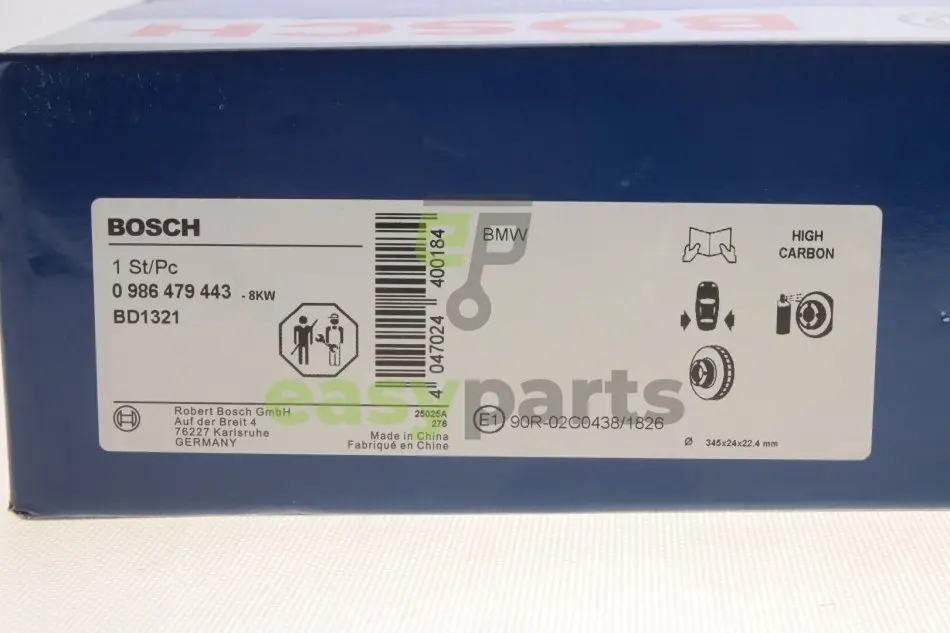 BOSCH
BOSCH
1 St/Pc
0 986 479 443 - 8KW
BD1321
4 047024 400184
BMW
HIGH
CARBON
ep
easyparts
Robert Bosch GmbH
Auf der Breit 4
76227 Karlsruhe
GERMANY
25025A
276
Made in China
Fabriqué en Chine
E1 90R-02C0438/1826
Ø 345x24x22.4 mm